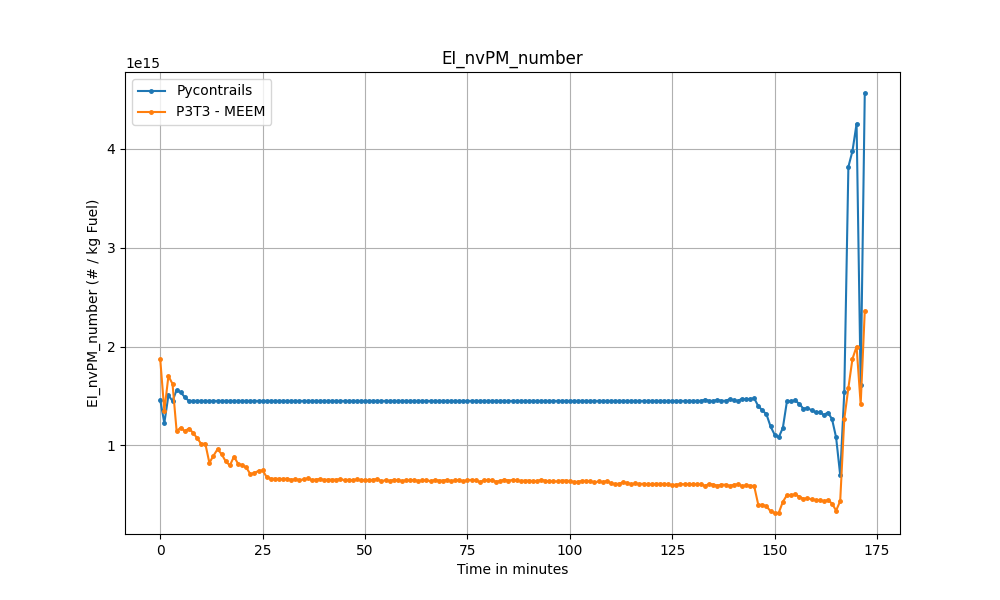 EI_nvPM_number
1e15
Pycontrails
P3T3 - MEEM
4
3
2
1
EI_nvPM_number (# / kg Fuel)
0 25 50 75 100 125 150 175
Time in minutes